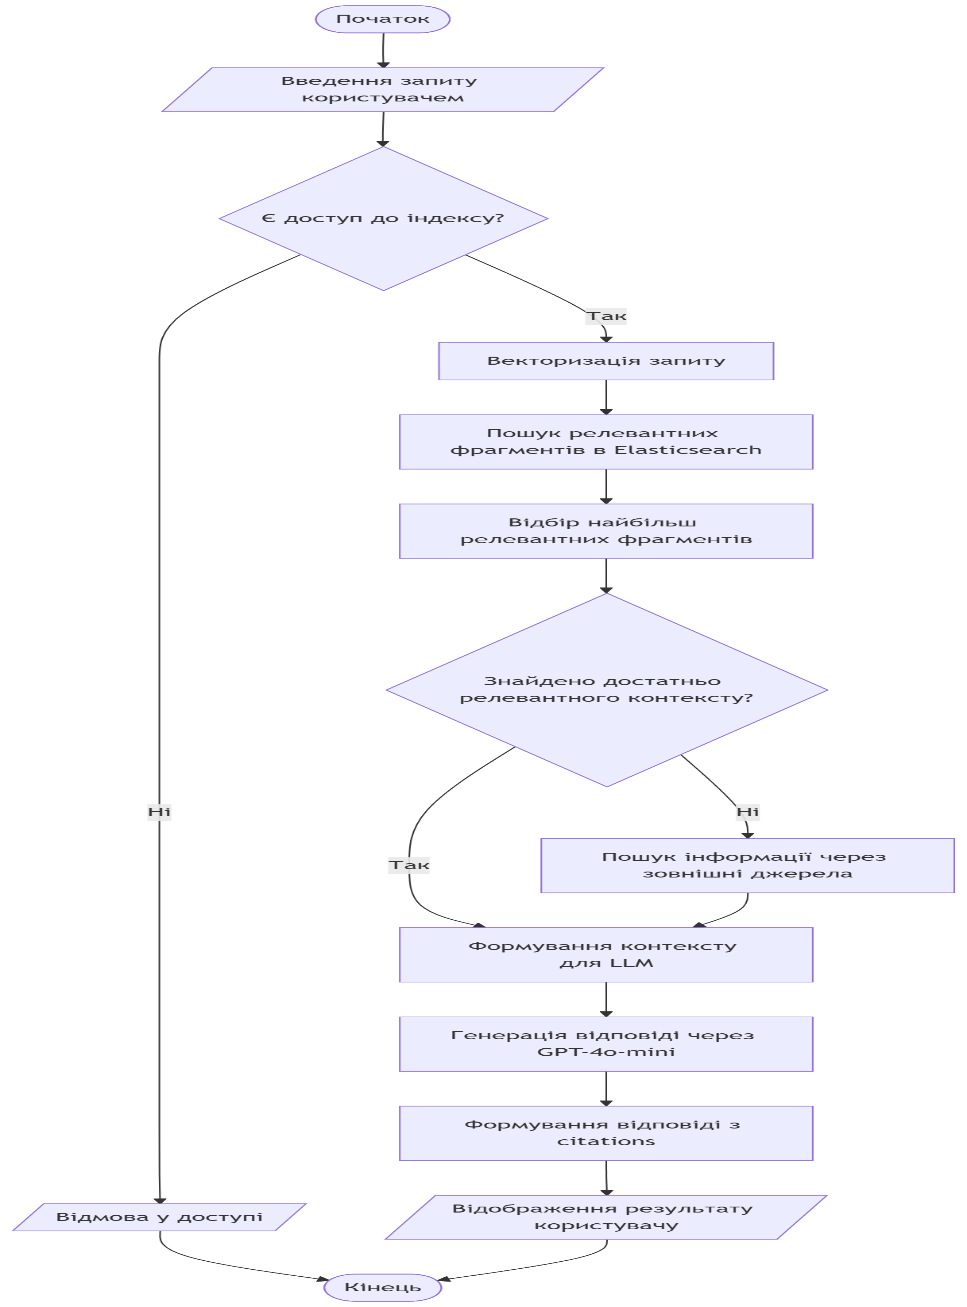 Початок
Введення запиту
користувачем
Є доступ до індексу?
Так
Векторизація запиту
Пошук релевантних
фрагментів в Elasticsearch
Відбір найбільш
релевантних фрагментів
Знайдено достатньо
релевантного контексту?
Ні
Ні
Так
Пошук інформації через
зовнішні джерела
Формування контексту
для LLM
Генерація відповіді через
GPT-4o-mini
Формування відповіді з
citations
Відмова у доступі
Відображення результату
користувачу
Кінець